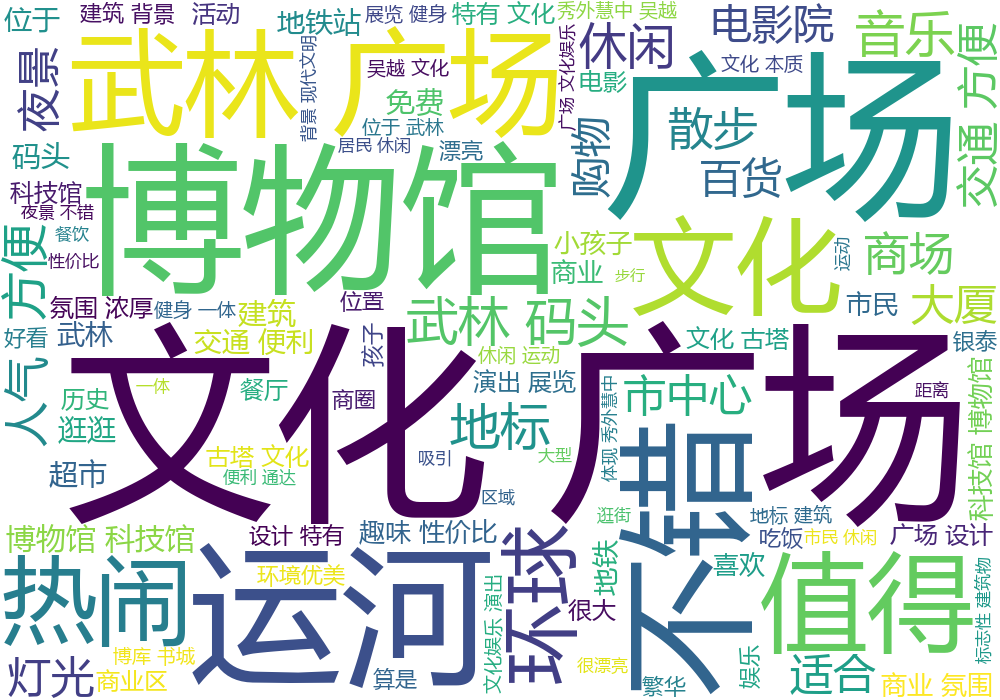 位于
建筑 背景
活动
地铁站
展览 健身
特有 文化
秀外慧中 吴越
电影院
音乐
方便
交通
夜景
武林 广场
背景 现代文明
吴越 文化
免费
位于 武林
居民 休闲
漂亮
广场 文化娱乐
休闲
电影
文化 本质
购物
散步
百货
广场
码头
科技馆
夜景 不错
餐饮
性价比
方便
博物馆
小孩子
商业
步行
文化
运动
商场
市民
大厦
银泰
氛围 浓厚
健身 一体
建筑
位置
武林 码头
好看
武林
交通 便利
孩子
休闲 运动
文化 古塔
人气
文化广场
一体
历史
逛逛
餐厅
商圈
演出 展览
地标
体现 秀外慧中
市中心
距离
科技馆 博物馆
超市
古塔 文化
便利 通达
吸引
大型
区域
不错
博物馆 科技馆
设计 特有
趣味 性价比
逛街
地标 建筑
吃饭
市民 休闲
广场 设计
热闹
运河
环境优美
文化娱乐 演出
环球
地铁
很大
喜欢
值得
标志性 建筑物
灯光
博库 书城
商业区
算是
很漂亮
繁华
娱乐
适合
商业 氛围